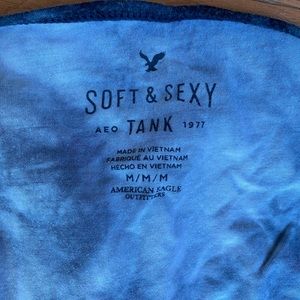 SOFT & SEXY
AEO TANK 1977
MADE IN VIETNAM
FABRIQUÉ AU VIETNAM
HECHO EN VIETNAM
M/M/M
AMERICAN EAGLE
OUTFITTERS